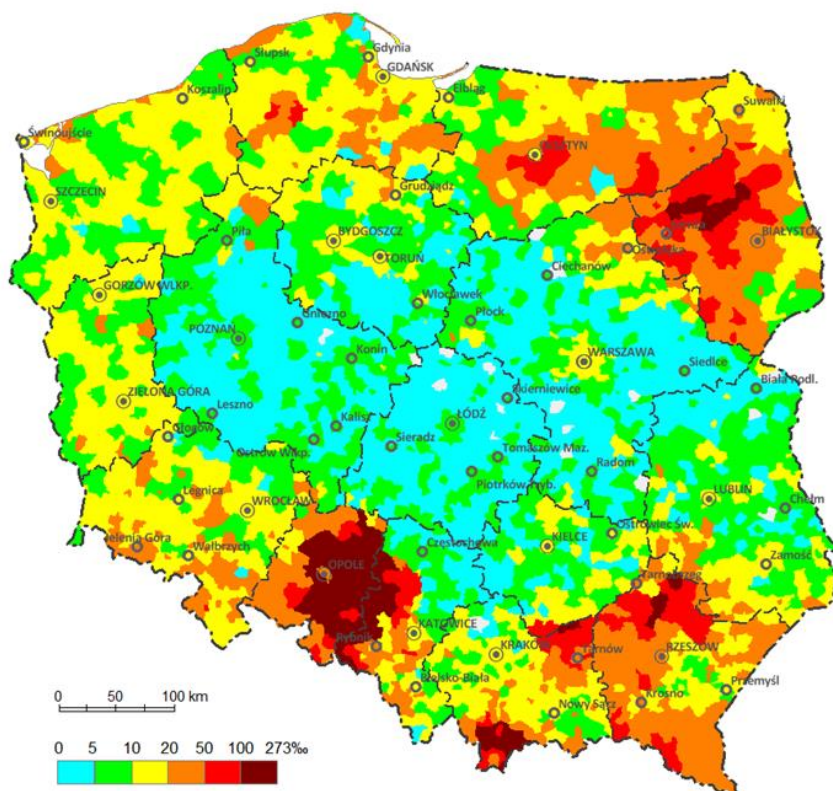 Słupsk
Gdynia
GDAŃSK
Koszalin
Elbląg
Suwałki
Świnoujście
SZCZECIN
Grudziądz
Piła
BYDGOSZCZ
TORUŃ
BIAŁYSTOK
Ciechanów
GORZÓW WLKP.
Włocławek
Gniezno
Płock
POZNAŃ
Konin
WARSZAWA
Siedlce
Biała Podl.
ZIELONA GÓRA
Leszno
Skierniewice
Kalisz
ŁÓDŹ
Głogów
Sieradz
Ostrów Wlkp.
Tomaszów Maz.
Radom
Piotrków Tryb.
Legnica
WROCŁAW
LUBLIN
Chełm
Jelenia Góra
Wałbrzych
Częstochowa
KIELCE
Ostrowiec Św.
Zamość
OPOLE
Tarnobrzeg
KATOWICE
Rybnik
KRAKÓW
Tarnów
RZESZÓW
Bielsko-Biała
Nowy Sącz
Krosno
Przemyśl
0 50 100 km
0 5 10 20 50 100 273‰